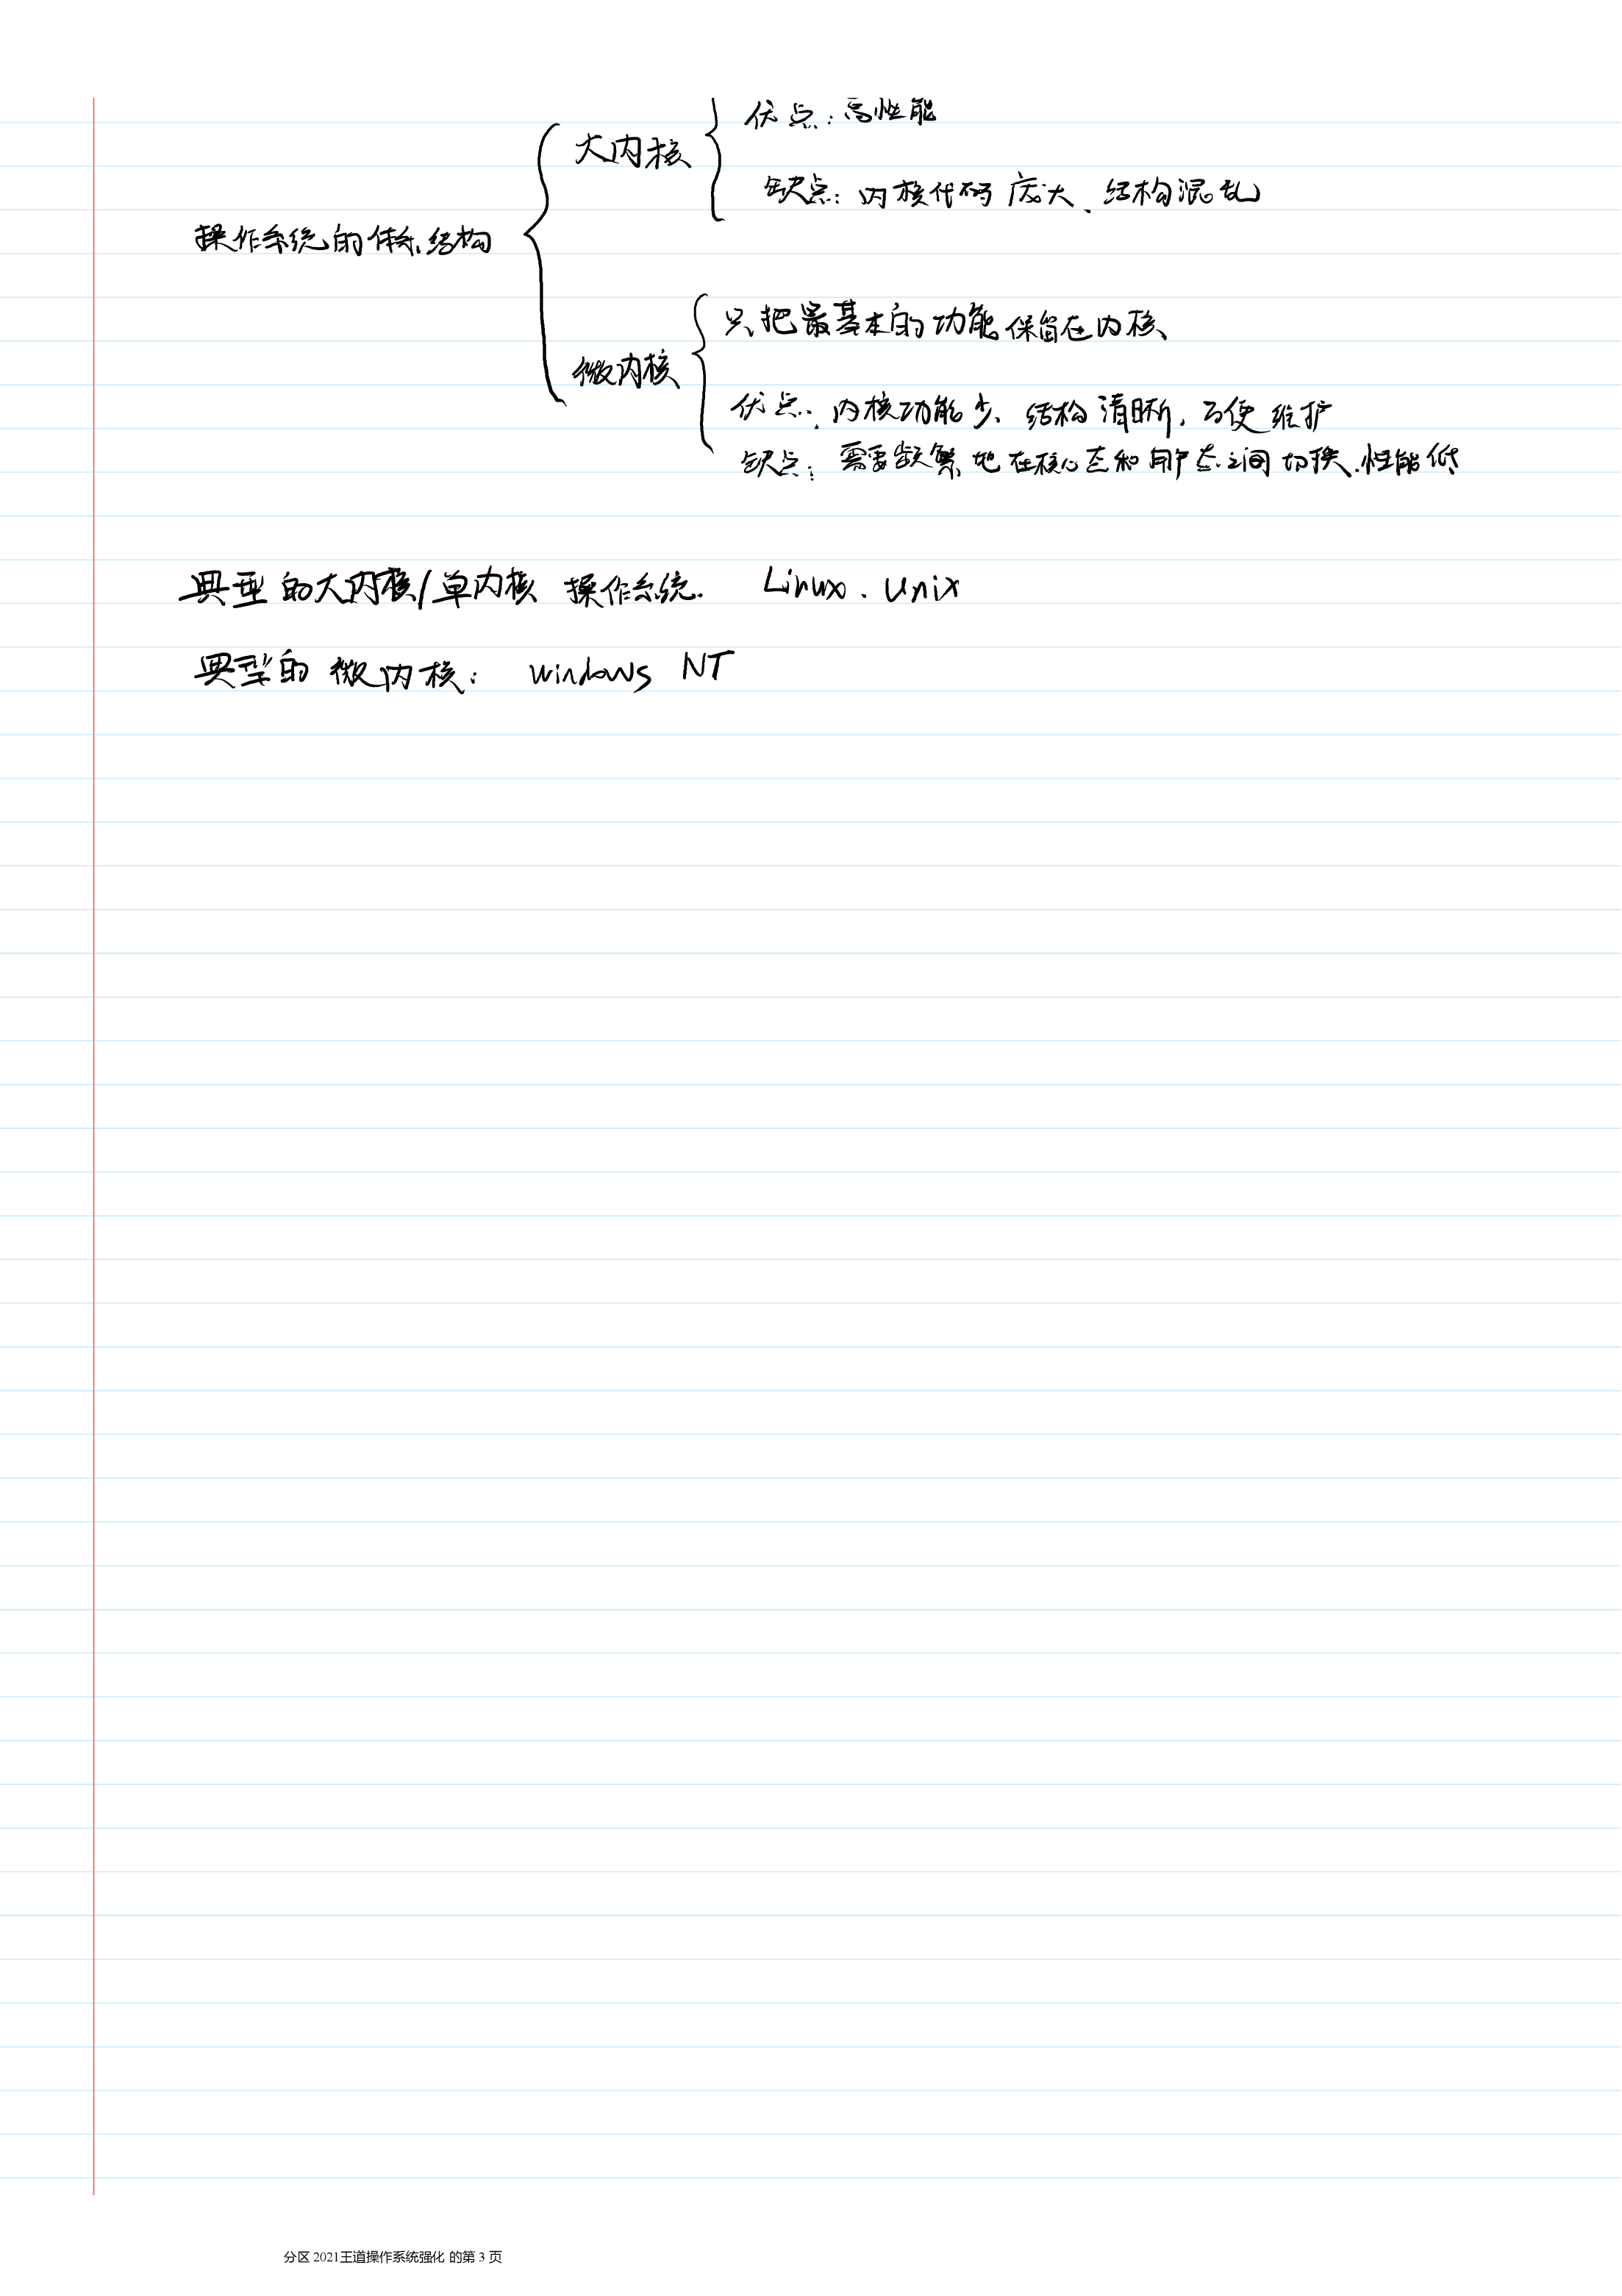 优点:高性能
大内核
缺点:内核代码庞大、结构混乱
操作系统的体系结构
只把最基本的功能保留在内核
微内核
优点:内核功能少、结构清晰,方便维护
缺点:需要频繁地在核心态和用户态之间切换、性能低
典型的大内核/单内核 操作系统. Linux、Unix
典型的 微内核: windows NT
分区 2021王道操作系统强化 的第 3 页